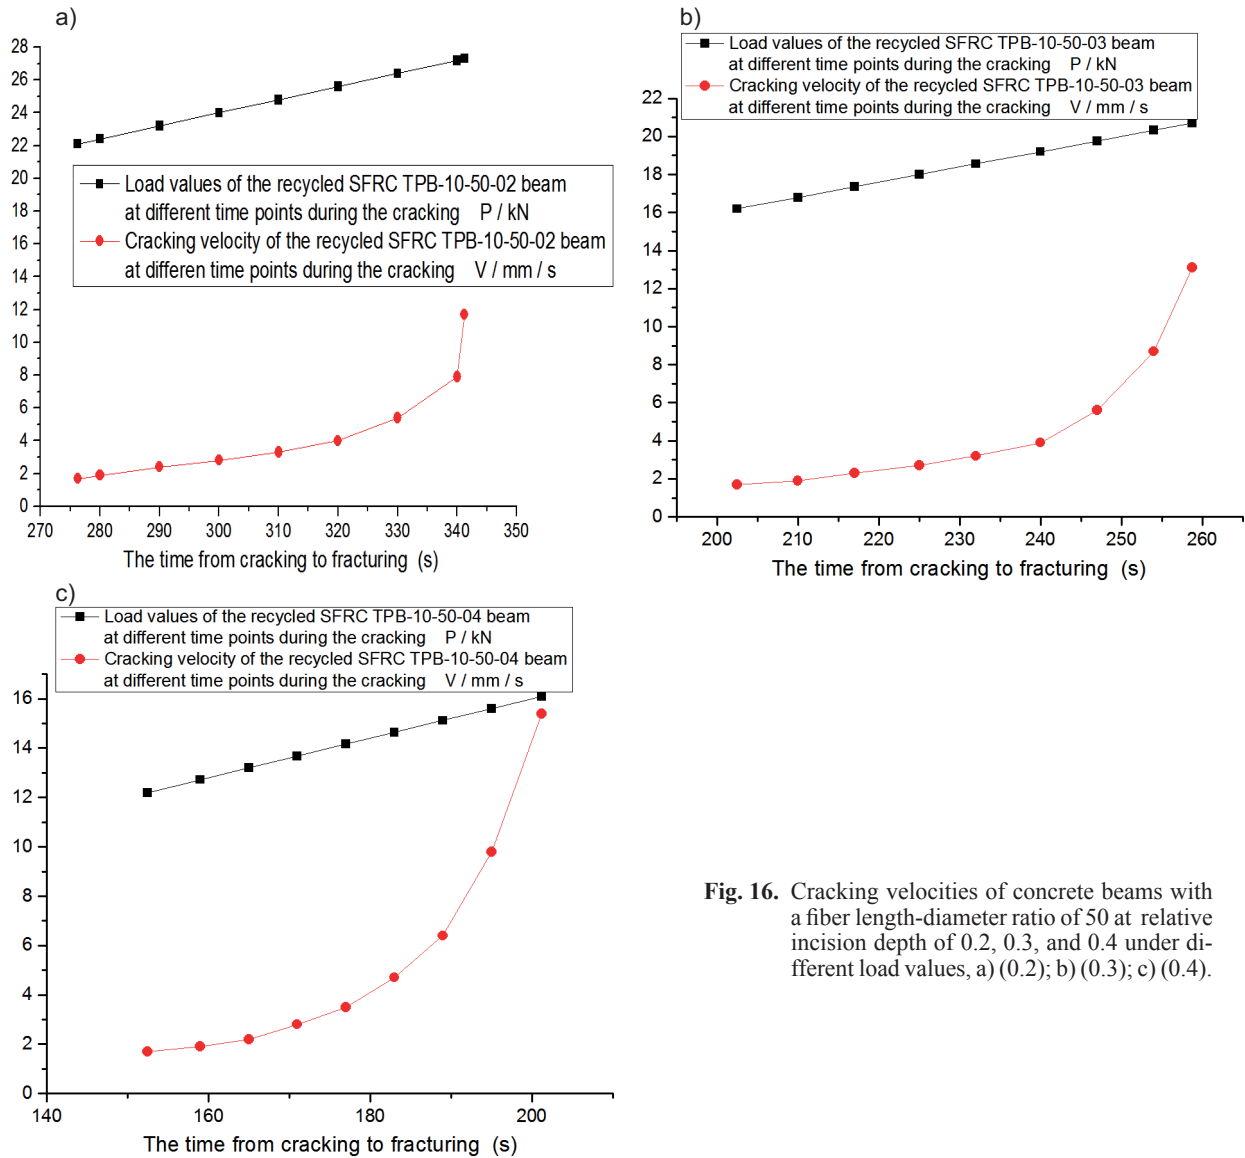 a)
28
26
24
22
20
18
16
14
12
10
8
6
4
2
0
Load values of the recycled SFRC TPB-10-50-02 beam
at different time points during the cracking P / kN
Cracking velocity of the recycled SFRC TPB-10-50-02 beam
at differen time points during the cracking V / mm / s
270 280 290 300 310 320 330 340 350
The time from cracking to fracturing (s)
b)
Load values of the recycled SFRC TPB-10-50-03 beam
at different time points during the cracking P / kN
Cracking velocity of the recycled SFRC TPB-10-50-03 beam
at different time points during the cracking V / mm / s
22
20
18
16
14
12
10
8
6
4
2
0
200 210 220 230 240 250 260
The time from cracking to fracturing (s)
c)
Load values of the recycled SFRC TPB-10-50-04 beam
at different time points during the cracking P / kN
Cracking velocity of the recycled SFRC TPB-10-50-04 beam
at different time points during the cracking V / mm / s
16
14
12
10
8
6
4
2
0
140 160 180 200
The time from cracking to fracturing (s)
Fig. 16. Cracking velocities of concrete beams with
a fiber length-diameter ratio of 50 at relative
incision depth of 0.2, 0.3, and 0.4 under di-
fferent load values, a) (0.2); b) (0.3); c) (0.4).